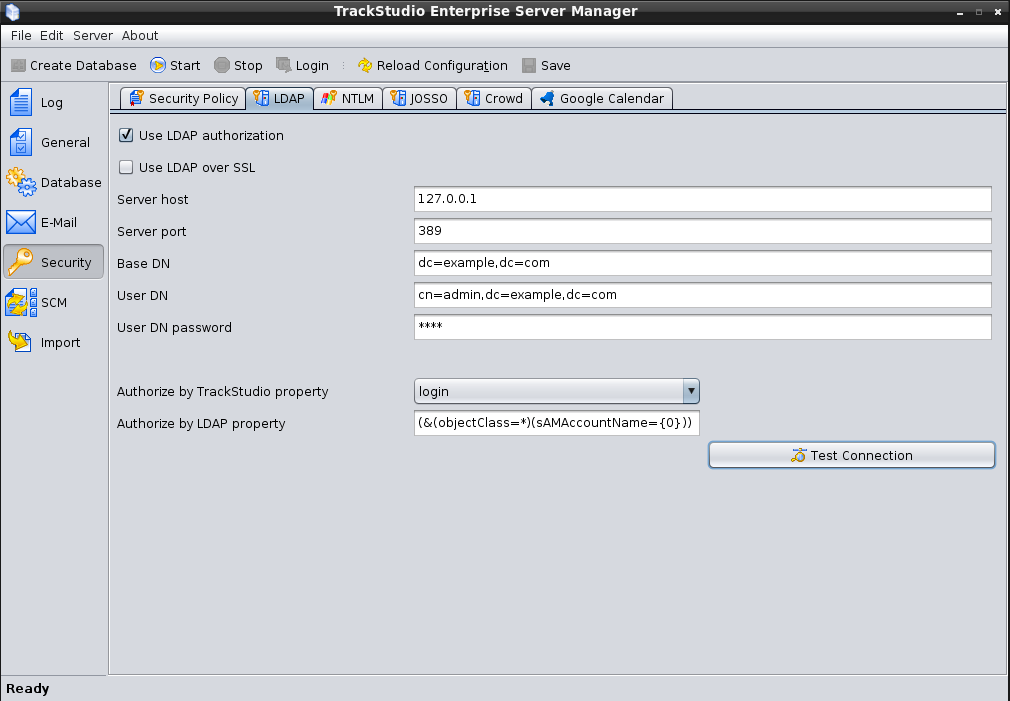 TrackStudio Enterprise Server Manager
File Edit Server About
Create Database Start Stop Login Reload Configuration Save
Log
General
Database
E-Mail
Security
SCM
Import
Security Policy LDAP NTLM JOSSO Crowd Google Calendar
Use LDAP authorization
Use LDAP over SSL
Server host 127.0.0.1
Server port 389
Base DN dc=example,dc=com
User DN cn=admin,dc=example,dc=com
User DN password ****
Authorize by TrackStudio property login
Authorize by LDAP property (&(objectClass=*)(sAMAccountName={0}))
Test Connection
Ready